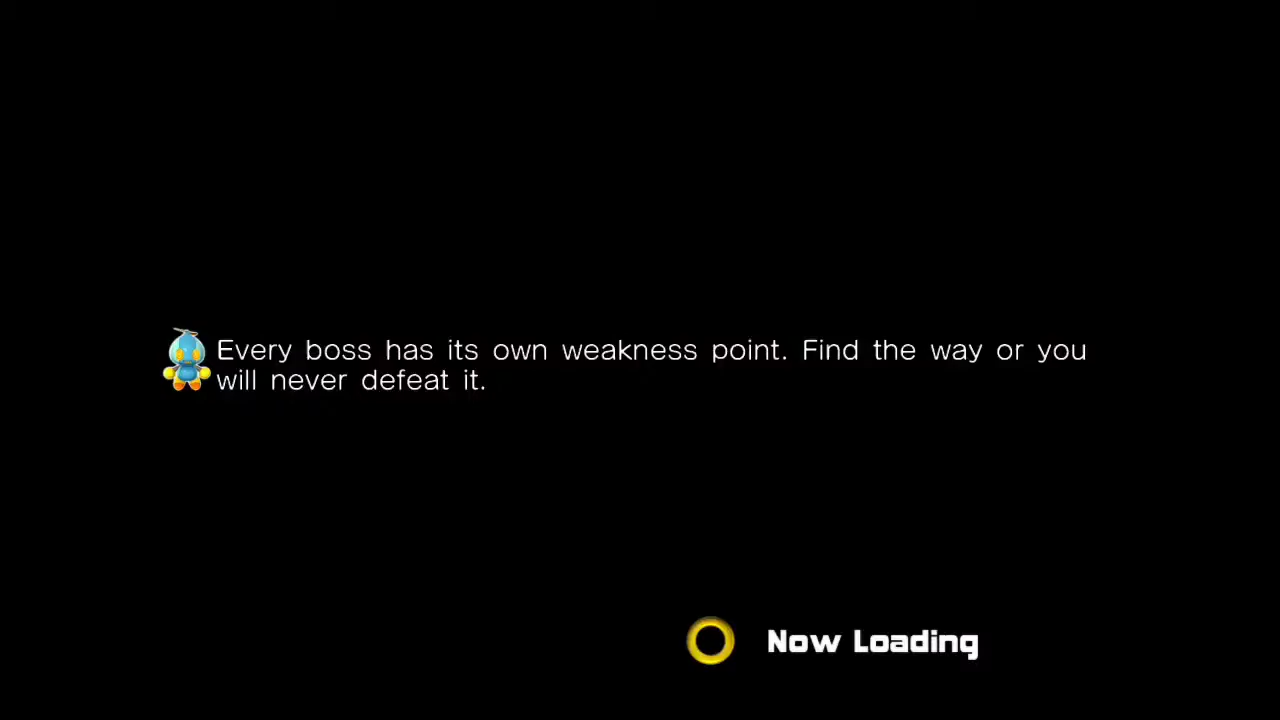 Every boss has its own weakness point. Find the way or you
will never defeat it.
Now Loading